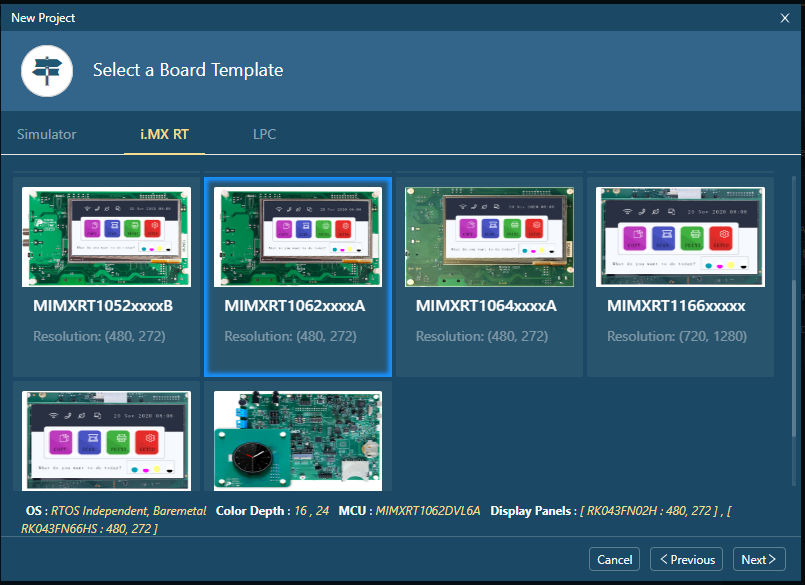 New Project
Select a Board Template
Simulator
i.MX RT
LPC
MIMXRT1052xxxxB
MIMXRT1062xxxxA
MIMXRT1064xxxxA
MIMXRT1166xxxxx
Resolution: (480, 272)
Resolution: (480, 272)
Resolution: (480, 272)
Resolution: (720, 1280)
OS : RTOS Independent, Baremetal Color Depth : 16 , 24 MCU : MIMXRT1062DVL6A Display Panels : [ RK043FN02H : 480, 272 ] , [
RK043FN66HS : 480, 272 ]
Cancel
< Previous
Next >